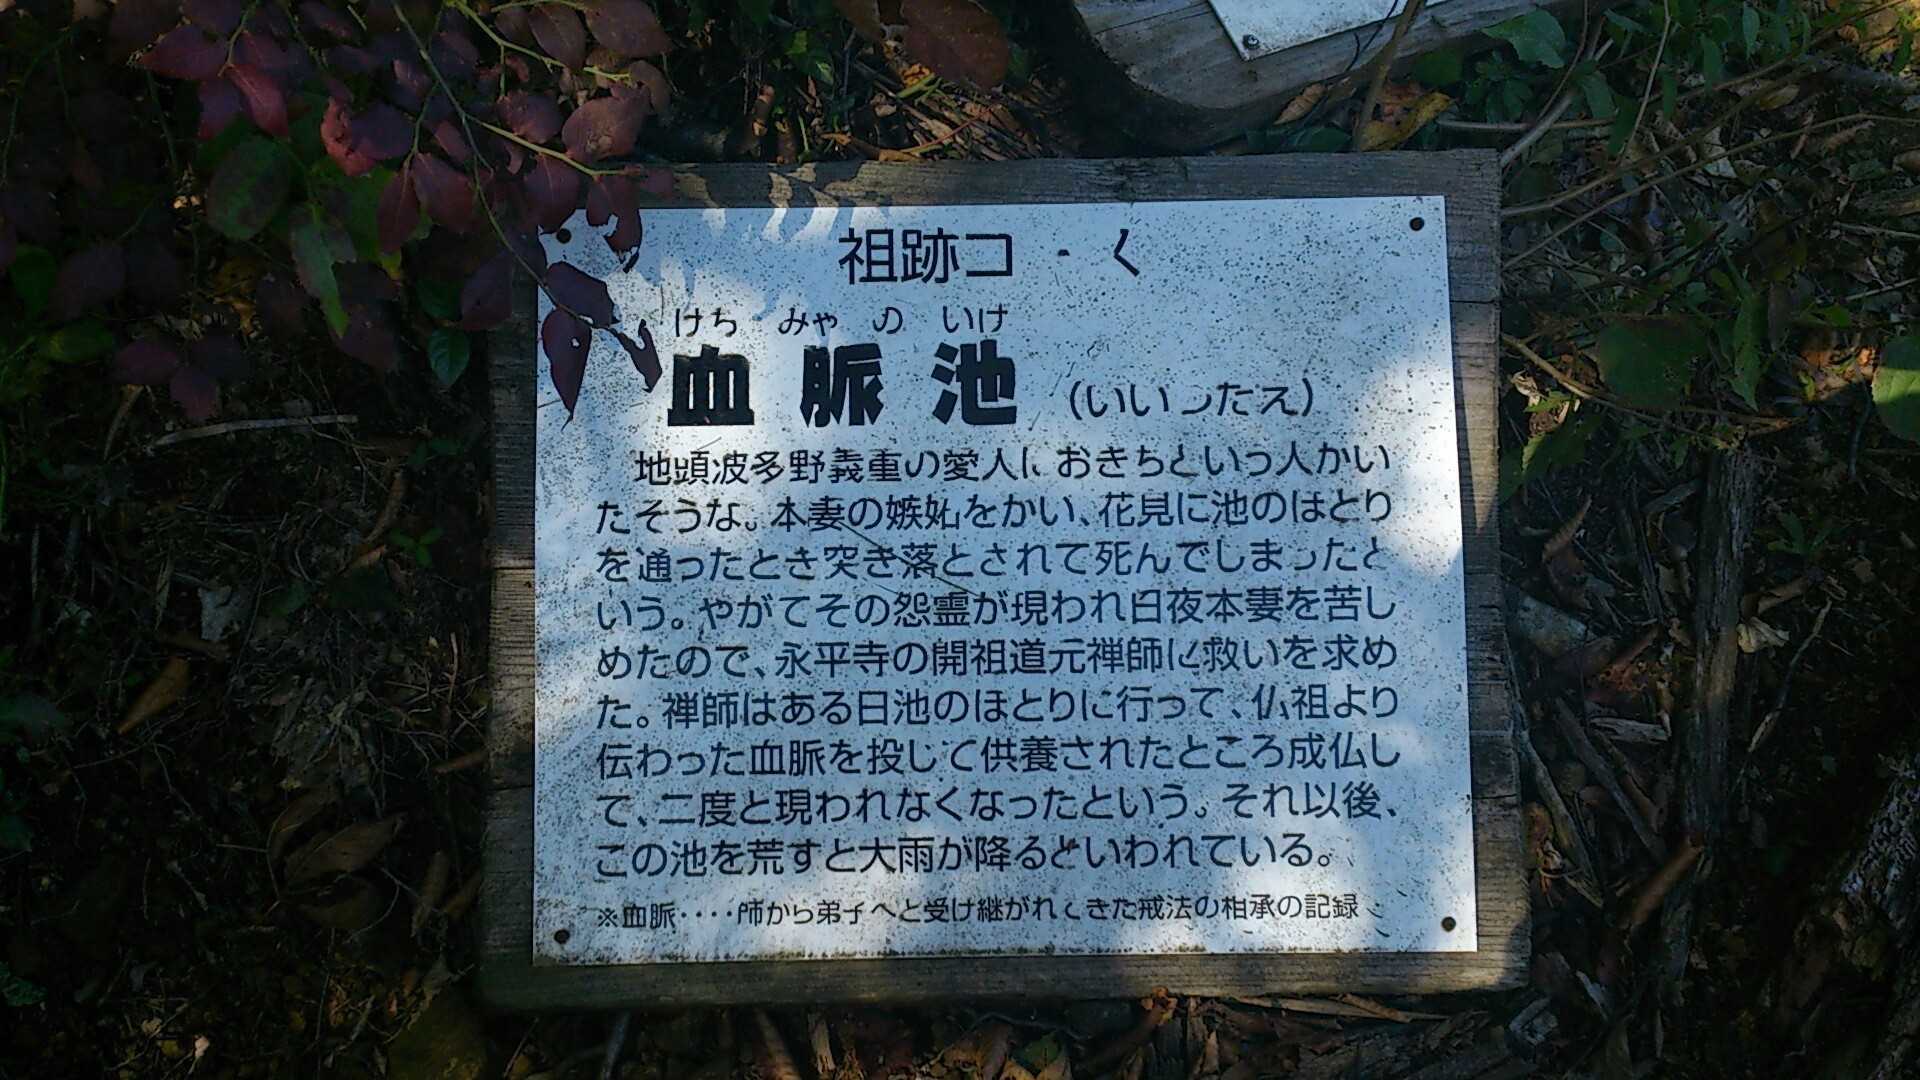 祖跡コ
けち みゃ の いけ
血脈池 (いいつたえ)
地頭波多野義重の愛人におきちという人がい
たそうな。本妻の嫉妬をかい、花見に池のほとり
を通ったとき突き落とされて死んでしまったと
いう。やがてその怨霊が現われ日夜本妻を苦し
めたので、永平寺の開祖道元禅師に救いを求め
た。禅師はある日池のほとりに行って、仏祖より
伝わった血脈を投じて供養されたところ成仏し
て、二度と現われなくなったという。それ以後、
この池を荒すと大雨が降るといわれている。
※血脈････師から弟子へと受け継がれてきた戒法の相承の記録